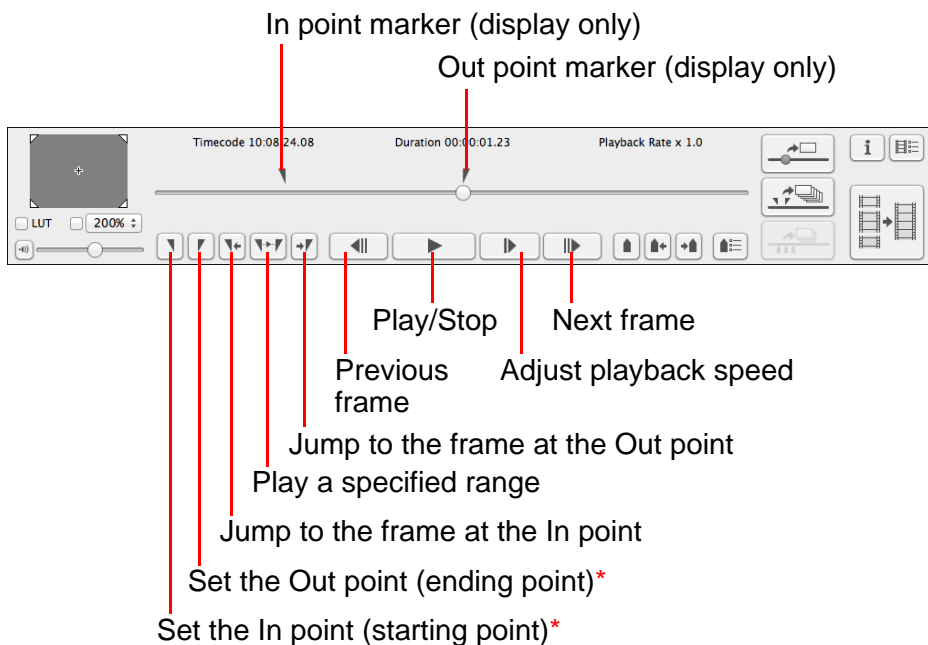 In point marker (display only)
Out point marker (display only)
Timecode 10:08:24.08
Duration 00:00:01.23
Playback Rate x 1.0
i
LUT
200%
Play/Stop
Next frame
Previous
frame
Adjust playback speed
Jump to the frame at the Out point
Play a specified range
Jump to the frame at the In point
Set the Out point (ending point)*
Set the In point (starting point)*